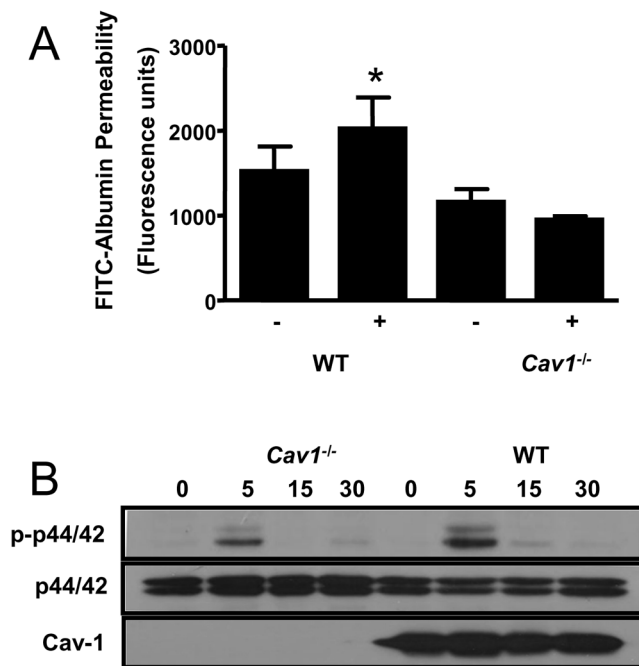 A
FITC-Albumin Permeability
(Fluorescence units)
3000
2000
1000
0
*
- + - +
WT Cav1-/-
B
Cav1-/- WT
0 5 15 30 0 5 15 30
p-p44/42
p44/42
Cav-1